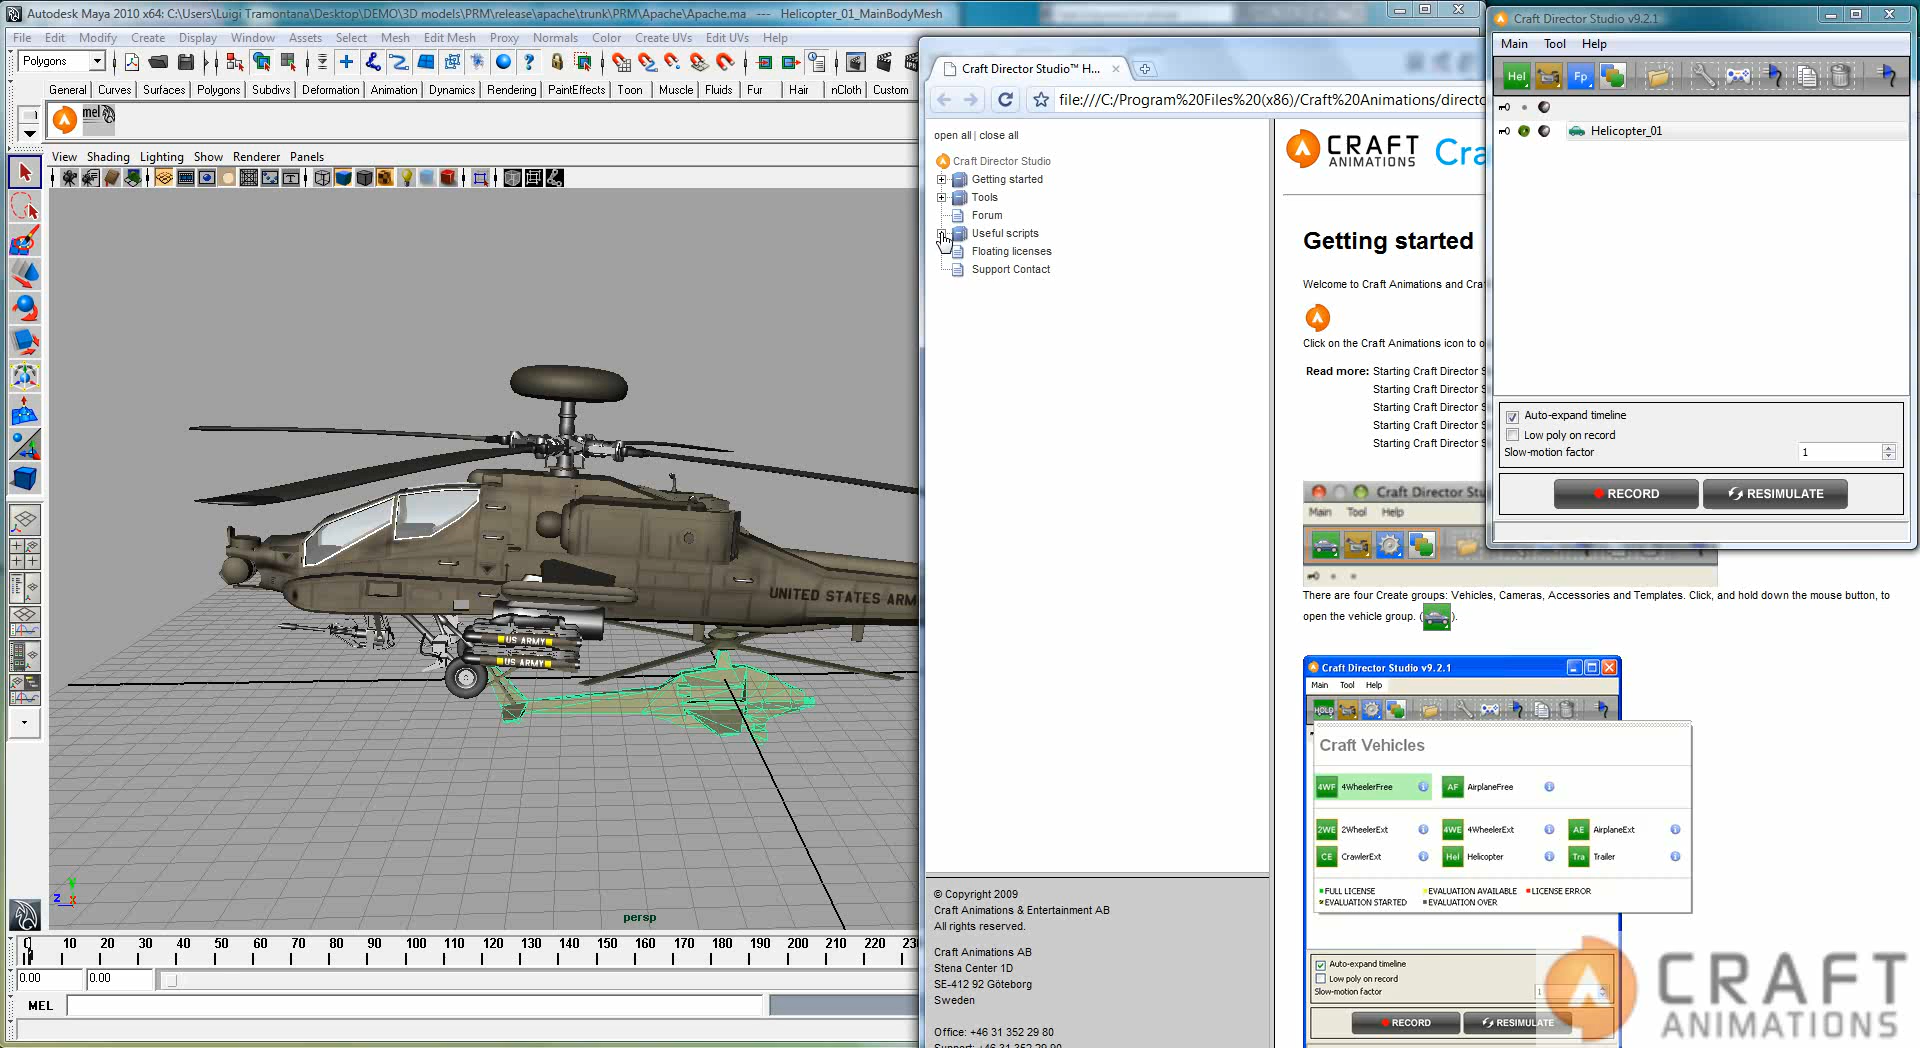 Autodesk Maya 2010 x64: C:\Users\Luigi Tramontana\Desktop\DEMO\3D models\PRM\release\apache\trunk\PRM\Apache\Apache.ma --- Helicopter_01_MainBodyMesh
File Edit Modify Create Display Window Assets Select Mesh Edit Mesh Proxy Normals Color Create UVs Edit UVs Help
Polygons
General Curves Surfaces Polygons Subdivs Deformation Animation Dynamics Rendering PaintEffects Toon Muscle Fluids Fur Hair nCloth Custom
mel
View Shading Lighting Show Renderer Panels
UNITED STATES ARM
US ARMY
US ARMY
persp
0 10 20 30 40 50 60 70 80 90 100 110 120 130 140 150 160 170 180 190 200 210 220 23
0.00 0.00
MEL
Craft Director Studio™ H...
file:///C:/Program%20Files%20(x86)/Craft%20Animations/directo
open all | close all
Craft Director Studio
Getting started
Tools
Forum
Useful scripts
Floating licenses
Support Contact
© Copyright 2009
Craft Animations & Entertainment AB
All rights reserved.
Craft Animations AB
Stena Center 1D
SE-412 92 Göteborg
Sweden
Office: +46 31 352 29 80
Support: +46 31 352 29 90
CRAFT
ANIMATIONS
Cra
Getting started
Welcome to Craft Animations and Cra
Click on the Craft Animations icon to o
Read more: Starting Craft Director S
Starting Craft Director S
Starting Craft Director S
Starting Craft Director S
Starting Craft Director S
Craft Director Stu
Main Tool Help
There are four Create groups: Vehicles, Cameras, Accessories and Templates. Click, and hold down the mouse button, to
open the vehicle group. ( ).
Craft Director Studio v9.2.1
Main Tool Help
HOLD
Craft Vehicles
4WF 4WheelerFree AF AirplaneFree
2WE 2WheelerExt 4WE 4WheelerExt AE AirplaneExt
CE CrawlerExt Hel Helicopter Tra Trailer
FULL LICENSE EVALUATION AVAILABLE LICENSE ERROR
EVALUATION STARTED EVALUATION OVER
Auto-expand timeline
Low poly on record
Slow-motion factor 1
RECORD RESIMULATE
Craft Director Studio v9.2.1
Main Tool Help
Hel Fp
Helicopter_01
Auto-expand timeline
Low poly on record
Slow-motion factor 1
RECORD RESIMULATE
CRAFT
ANIMATIONS